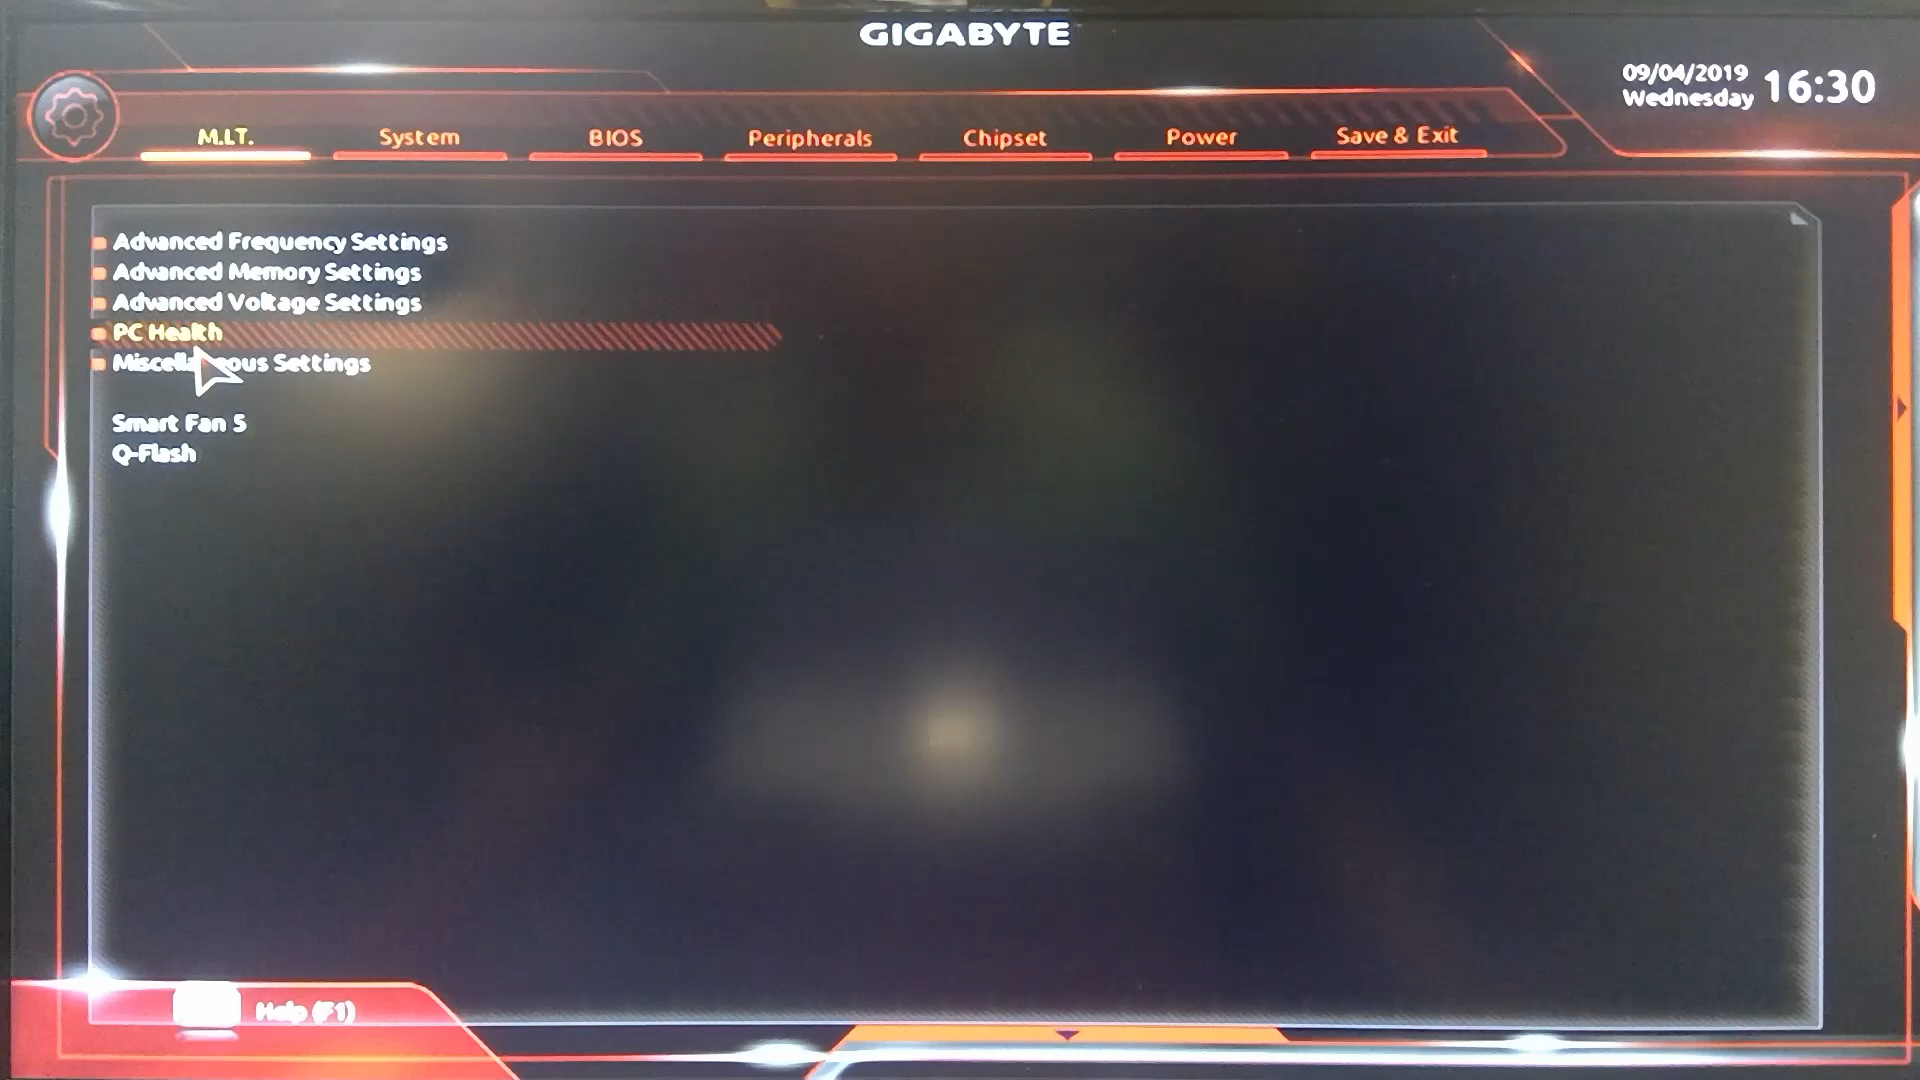 GIGABYTE
09/04/2019
Wednesday 16:30
M.I.T. System BIOS Peripherals Chipset Power Save & Exit
Advanced Frequency Settings
Advanced Memory Settings
Advanced Voltage Settings
PC Health
Miscellaneous Settings
Smart Fan 5
Q-Flash
Help (F1)